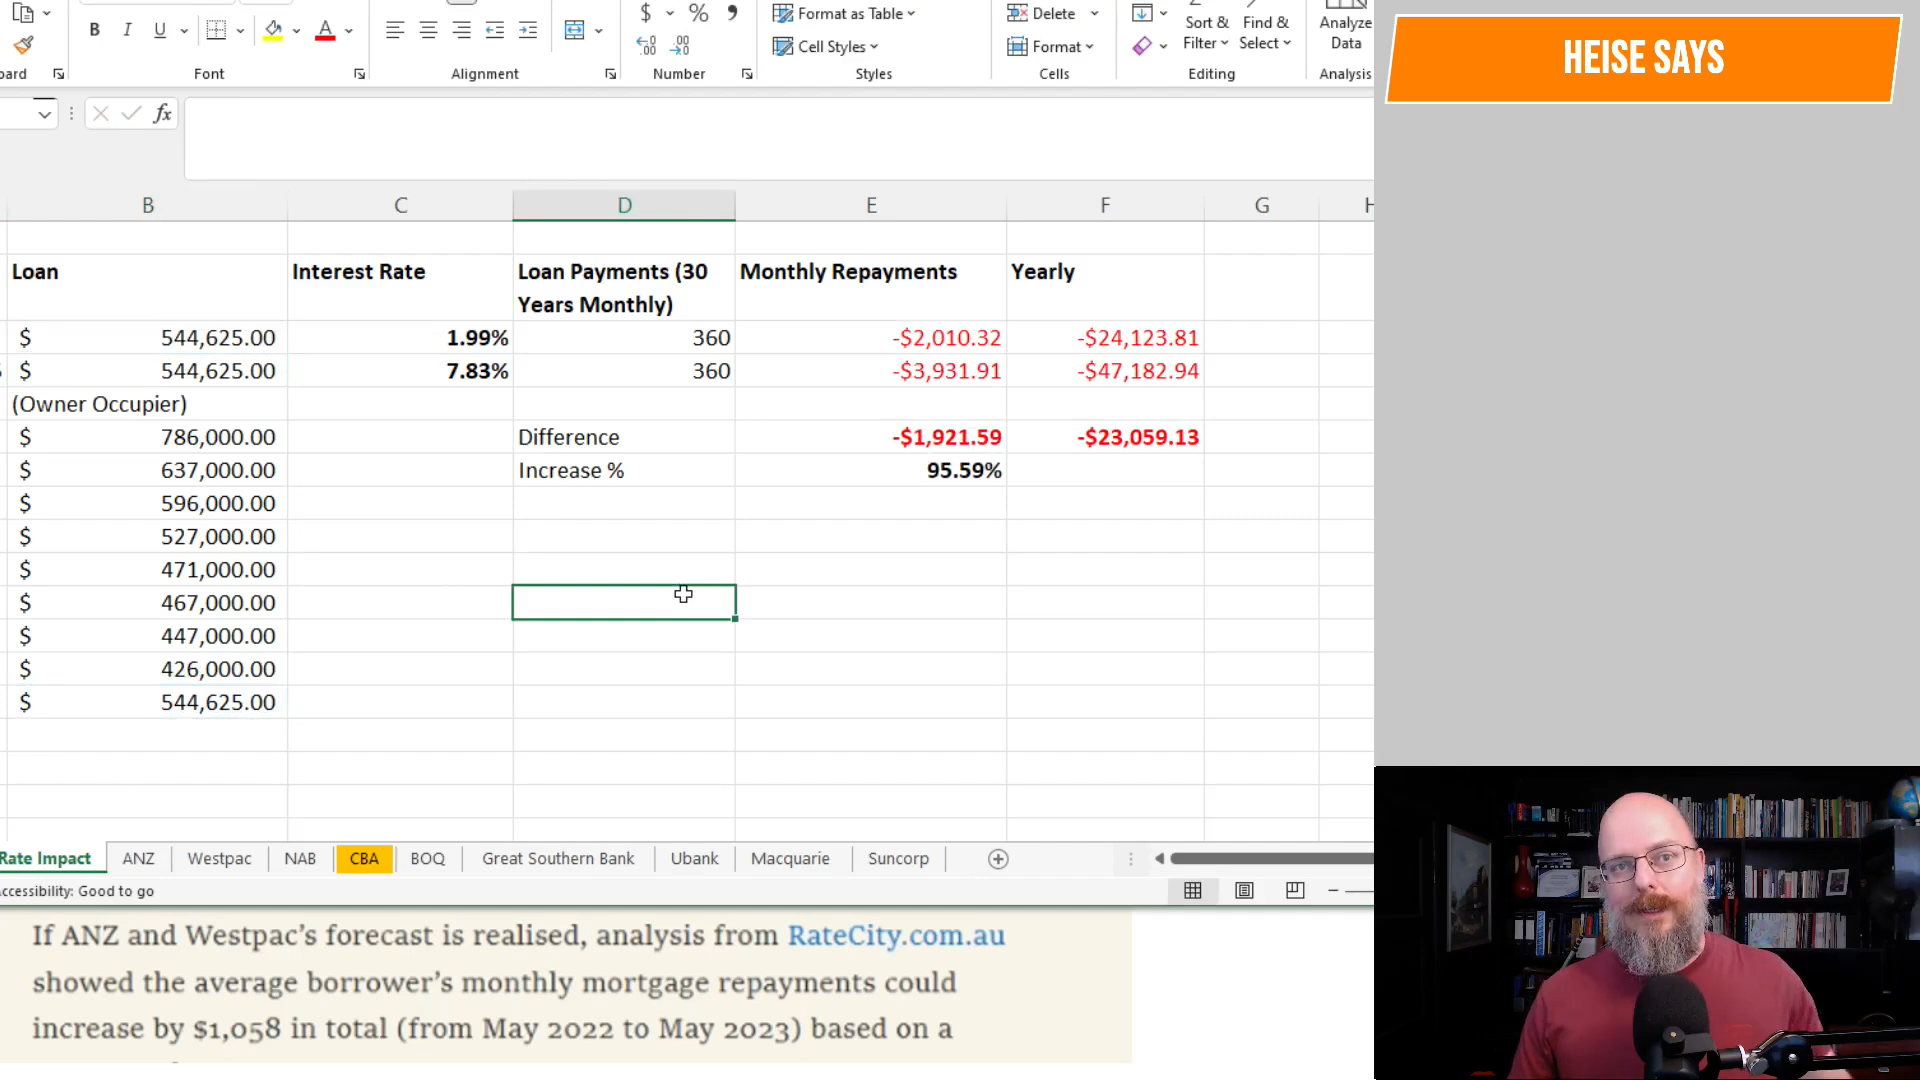 HEISE SAYS
Format as Table
Delete
Sort &
Find &
Analyze
B I U
A
$ % 9
Cell Styles
Format
Filter
Select
Data
oard
Font
Alignment
Number
Styles
Cells
Editing
Analysis
fx
B C D E F G H
Loan Interest Rate Loan Payments (30 Monthly Repayments Yearly
Years Monthly)
$ 544,625.00 1.99% 360 -$2,010.32 -$24,123.81
$ 544,625.00 7.83% 360 -$3,931.91 -$47,182.94
(Owner Occupier)
$ 786,000.00 Difference -$1,921.59 -$23,059.13
$ 637,000.00 Increase % 95.59%
$ 596,000.00
$ 527,000.00
$ 471,000.00
$ 467,000.00
$ 447,000.00
$ 426,000.00
$ 544,625.00
Rate Impact ANZ Westpac NAB CBA BOQ Great Southern Bank Ubank Macquarie Suncorp
ccessibility: Good to go
If ANZ and Westpac’s forecast is realised, analysis from RateCity.com.au
showed the average borrower’s monthly mortgage repayments could
increase by $1,058 in total (from May 2022 to May 2023) based on a